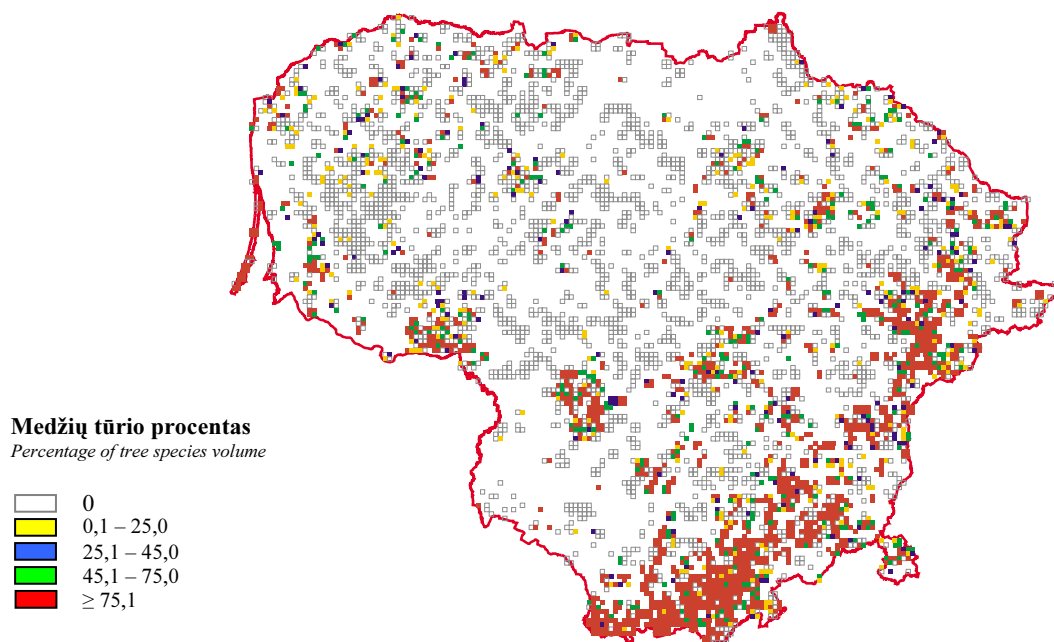 Medžių tūrio procentas
Percentage of tree species volume
0
0,1 – 25,0
25,1 – 45,0
45,1 – 75,0
≥ 75,1